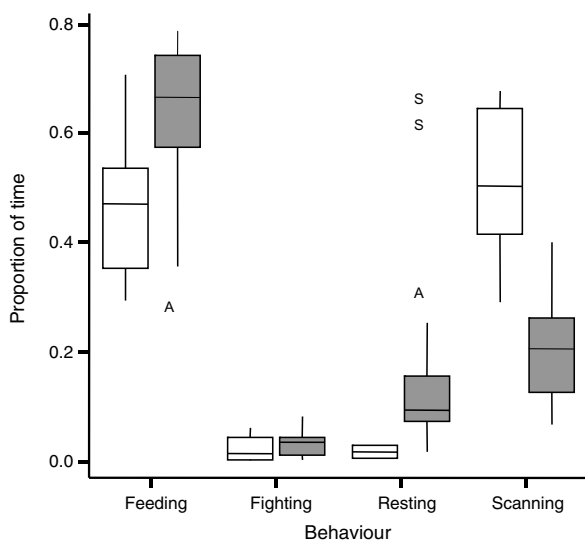 0.8
S
0.6
S
0.4
A
A
0.2
0.0
Proportion of time
Feeding Fighting Resting Scanning
Behaviour